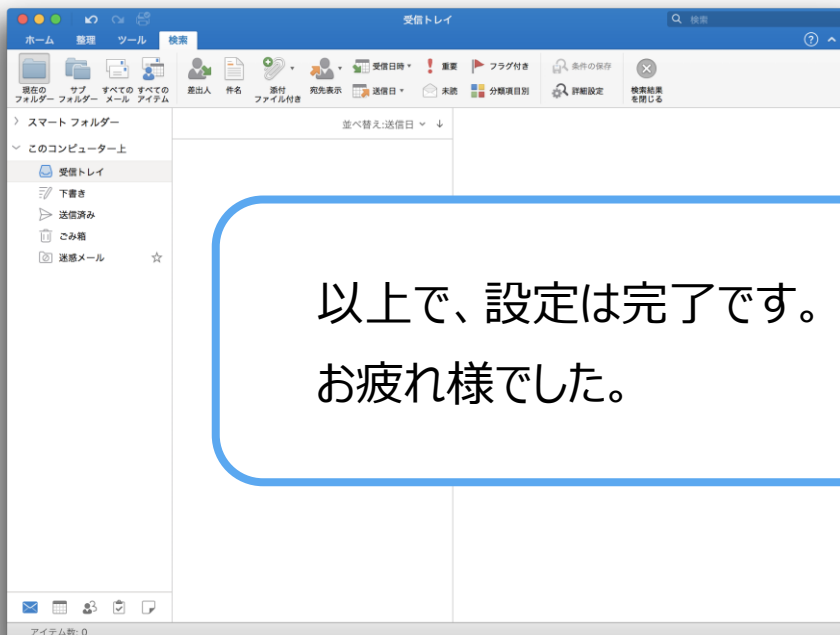 受信トレイ
検索
ホーム 整理 ツール 検索
現在の
フォルダー
サブ
フォルダー
すべての
メール
すべての
アイテム
差出人
件名
添付
ファイル付き
宛先表示
受信日時
重要
フラグ付き
条件の保存
送信日
未読
分類項目別
詳細設定
検索結果
を閉じる
スマート フォルダー
並べ替え:送信日 ↓
このコンピューター上
受信トレイ
下書き
送信済み
ごみ箱
迷惑メール
以上で、設定は完了です。
お疲れ様でした。
アイテム数: 0